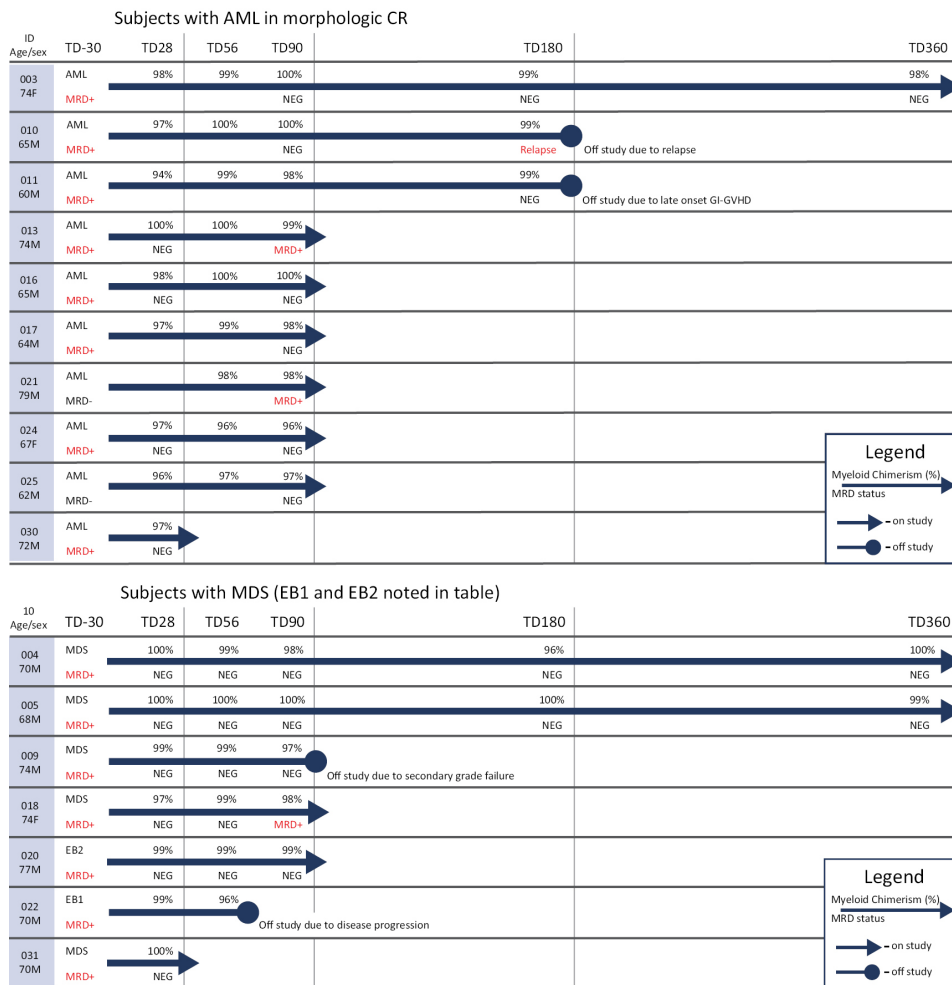 Subjects with AML in morphologic CR
ID
Age/sex TD-30 TD28 TD56 TD90 TD180 TD360
003
74F
AML 98% 99% 100% 99% 98%
MRD+ NEG NEG NEG
010
65M
AML 97% 100% 100% 99%
Off study due to relapse
MRD+ NEG Relapse
011
60M
AML 94% 99% 98% 99%
MRD+ NEG Off study due to late onset GI-GVHD
013
74M
AML 100% 100% 99%
MRD+ NEG MRD+
016
65M
AML 98% 100% 100%
MRD+ NEG NEG
017
64M
AML 97% 99% 98%
MRD+ NEG
021
79M
AML 98% 98%
MRD- MRD+
024
67F
AML 97% 96% 96%
MRD+ NEG NEG
025
62M
AML 96% 97% 97%
MRD- NEG
030
72M
AML 97%
MRD+ NEG
Legend
Myeloid Chimerism (%)
MRD status
– on study
– off study
Subjects with MDS (EB1 and EB2 noted in table)
10
Age/sex TD-30 TD28 TD56 TD90 TD180 TD360
004
70M
MDS 100% 99% 98% 96% 100%
MRD+ NEG NEG NEG NEG NEG
005
68M
MDS 100% 100% 100% 100% 99%
MRD+ NEG NEG NEG NEG NEG
009
74M
MDS 99% 99% 97%
MRD+ NEG NEG NEG Off study due to secondary grade failure
018
74F
MDS 97% 99% 98%
MRD+ NEG NEG MRD+
020
77M
EB2 99% 99% 99%
MRD+ NEG NEG NEG
022
70M
EB1 99% 96%
MRD+ Off study due to disease progression
031
70M
MDS 100%
MRD+ NEG
Legend
Myeloid Chimerism (%)
MRD status
– on study
– off study